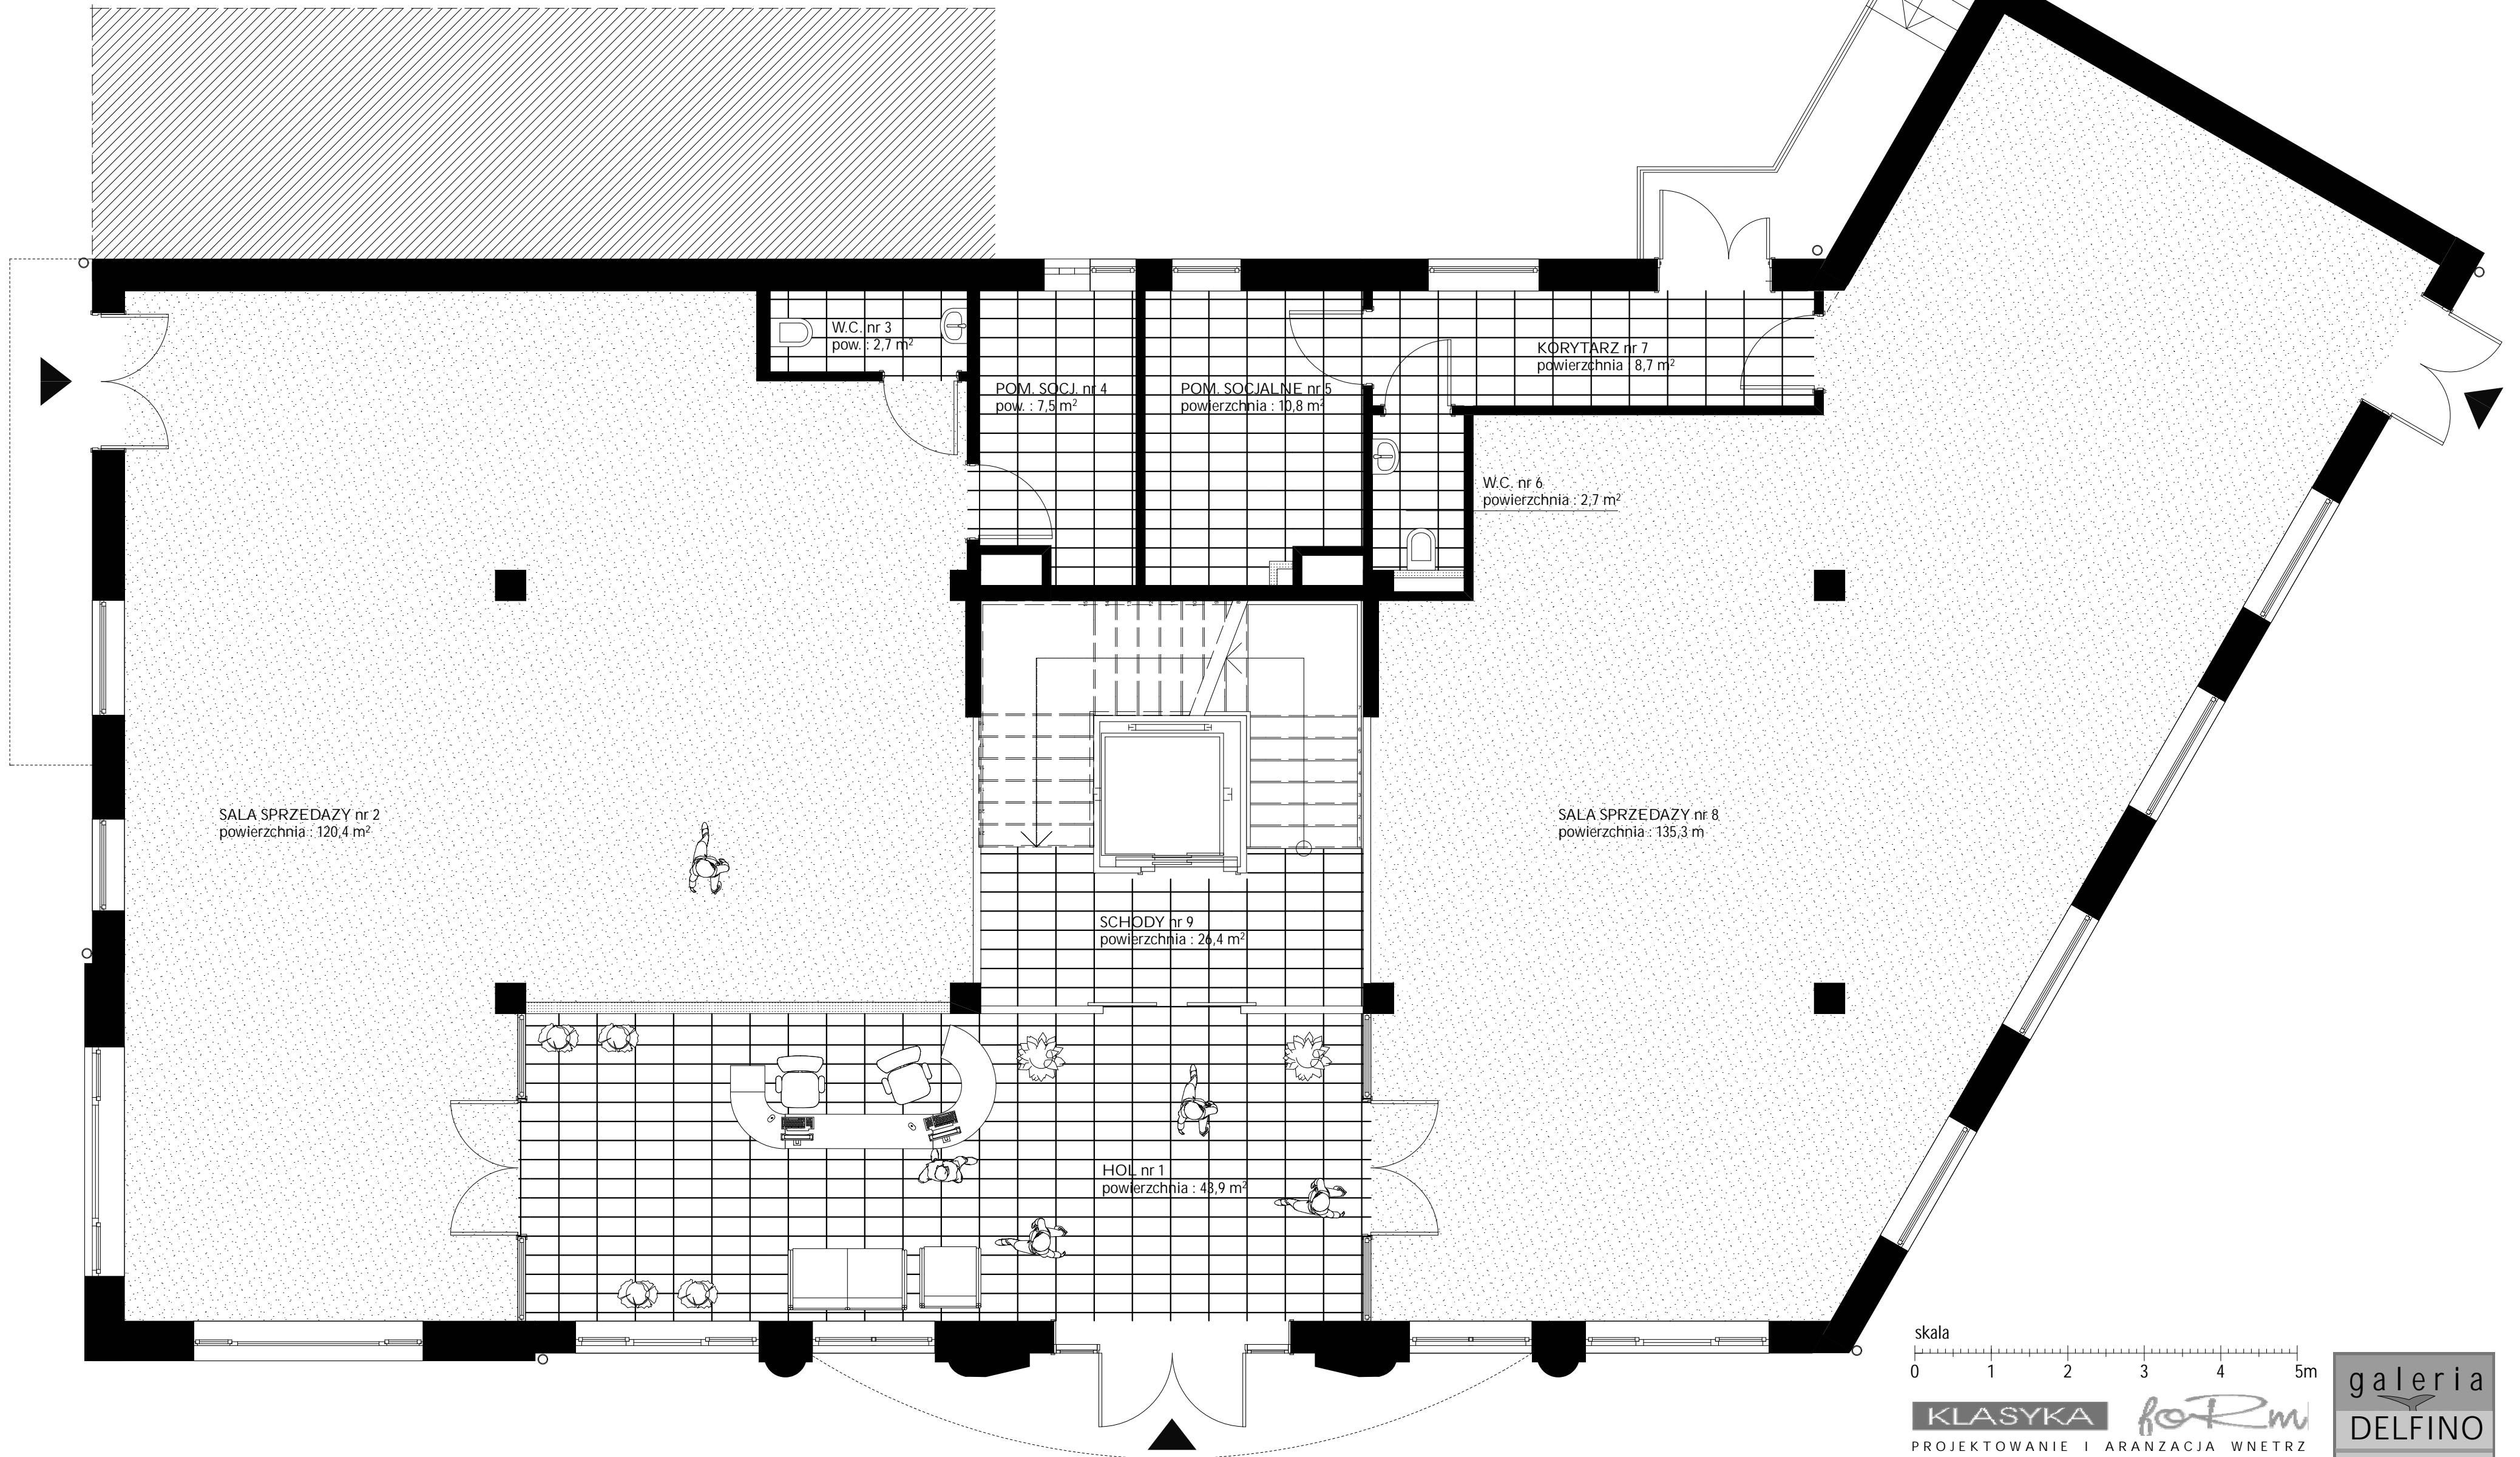 W.C. nr 3
pow. : 2,7 m²
POM. SOCJ. nr 4
pow. : 7,5 m²
POM. SOCJALNE nr 5
powierzchnia : 10,8 m²
KORYTARZ nr 7
powierzchnia : 8,7 m²
W.C. nr 6
powierzchnia : 2,7 m²
SALA SPRZEDAZY nr 2
powierzchnia : 120,4 m²
SALA SPRZEDAZY nr 8
powierzchnia : 135,3 m
SCHODY nr 9
powierzchnia : 26,4 m²
HOL nr 1
powierzchnia : 43,9 m²
skala
0 1 2 3 4 5m
KLASYKA foRm
PROJEKTOWANIE I ARANZACJA WNETRZ
galeria
DELFINO